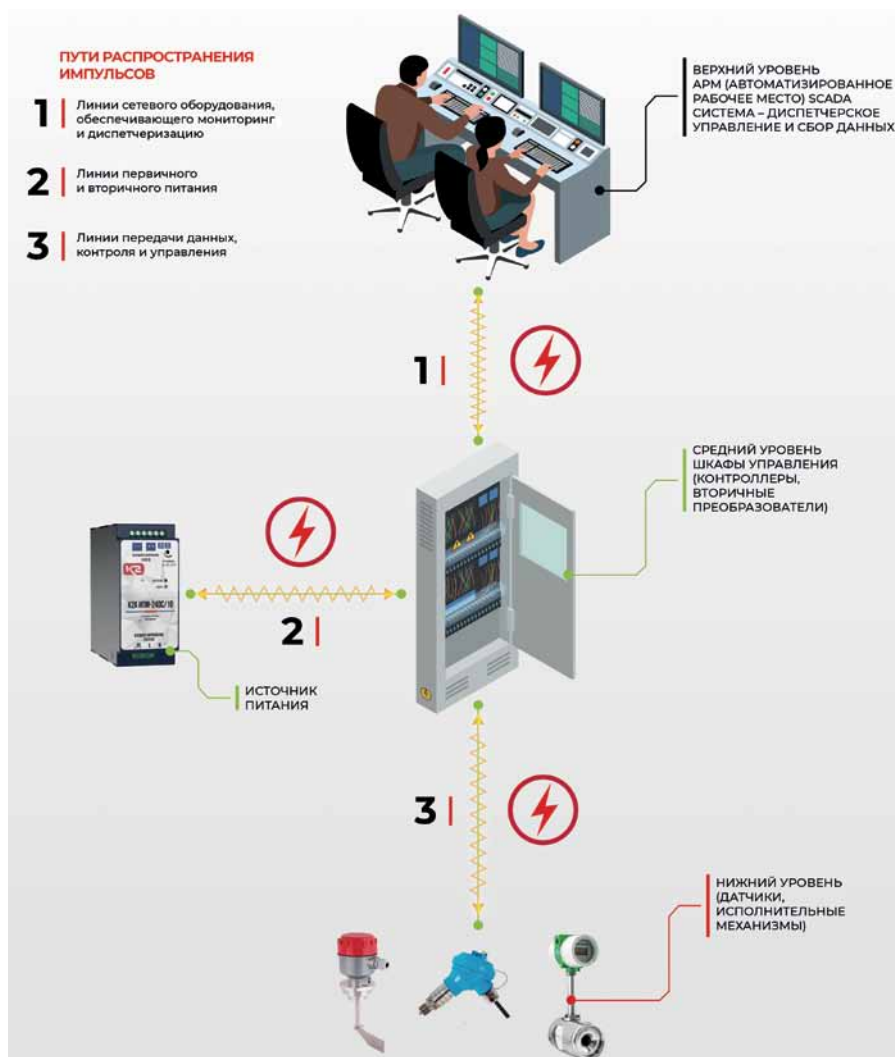 ПУТИ РАСПРОСТРАНЕНИЯ
ИМПУЛЬСОВ
1
Линии сетевого оборудования,
обеспечивающего мониторинг
и диспетчеризацию
2
Линии первичного
и вторичного питания
3
Линии передачи данных,
контроля и управления
ВЕРХНИЙ УРОВЕНЬ
АРМ (АВТОМАТИЗИРОВАННОЕ
РАБОЧЕЕ МЕСТО) SCADA
СИСТЕМА – ДИСПЕТЧЕРСКОЕ
УПРАВЛЕНИЕ И СБОР ДАННЫХ
1
СРЕДНИЙ УРОВЕНЬ
ШКАФЫ УПРАВЛЕНИЯ
(КОНТРОЛЛЕРЫ,
ВТОРИЧНЫЕ
ПРЕОБРАЗОВАТЕЛИ)
2
ИСТОЧНИК
ПИТАНИЯ
3
НИЖНИЙ УРОВЕНЬ
(ДАТЧИКИ,
ИСПОЛНИТЕЛЬНЫЕ
МЕХАНИЗМЫ)